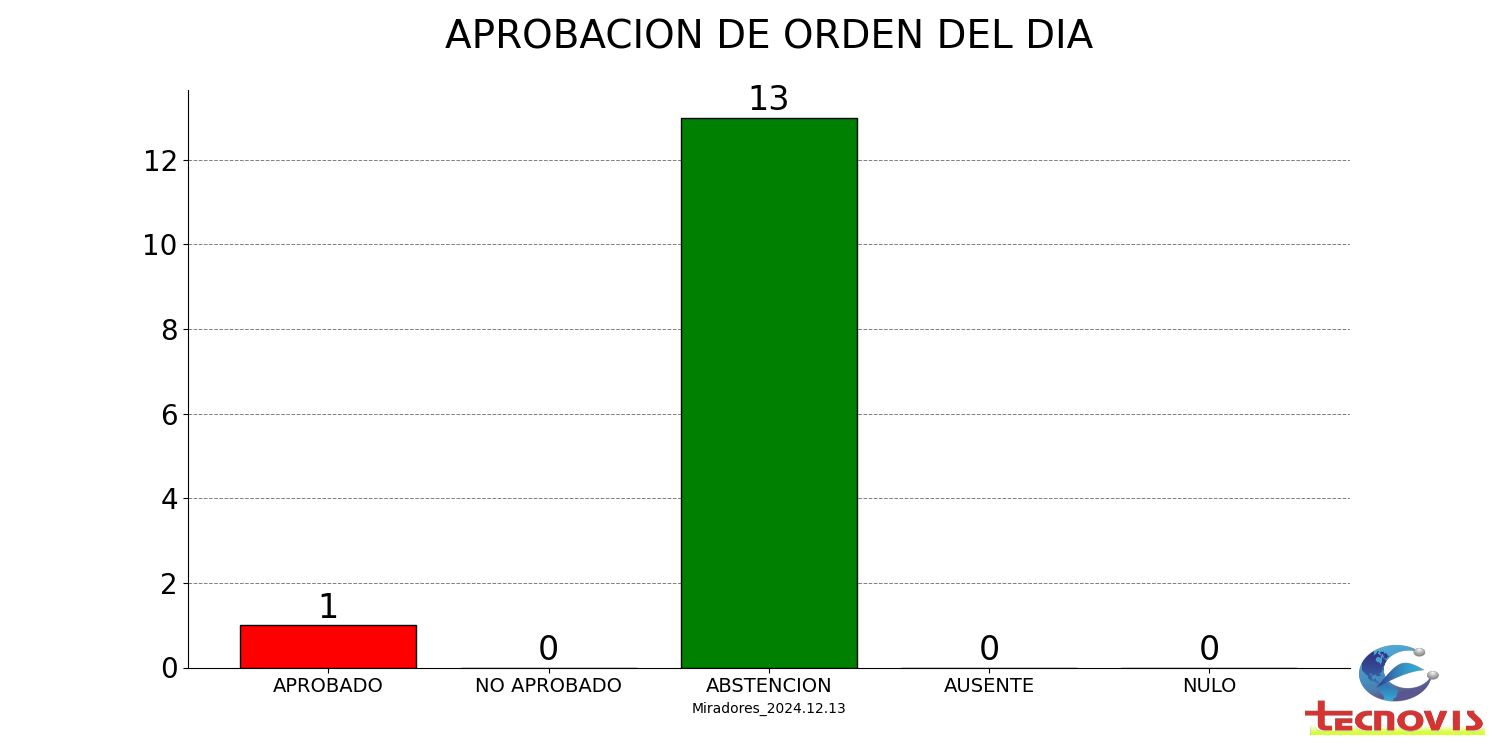 APROBACION DE ORDEN DEL DIA
13
12
10
8
6
4
2
1
0
0
0
0
APROBADO
NO APROBADO
ABSTENCION
AUSENTE
NULO
Miradores_2024.12.13
tecnovis